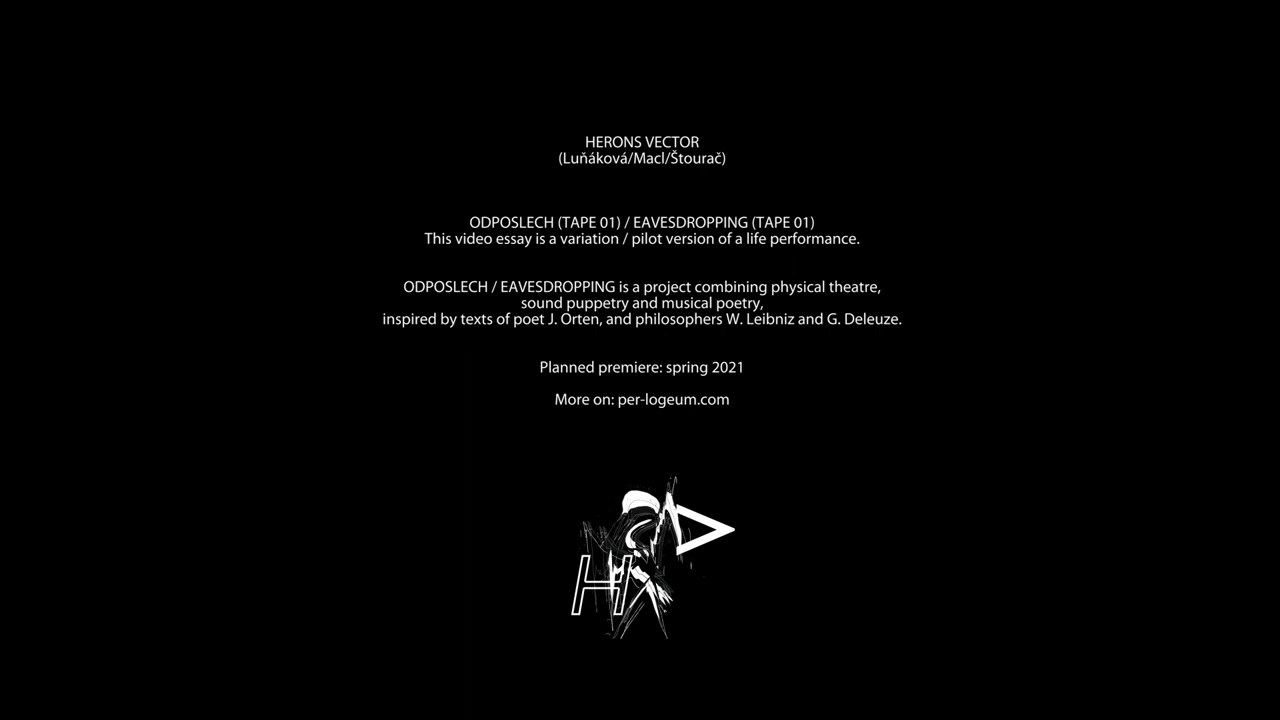 HERONS VECTOR
(Luňáková/Macl/Štourač)
ODPOSLECH (TAPE 01) / EAVESDROPPING (TAPE 01)
This video essay is a variation / pilot version of a life performance.
ODPOSLECH / EAVESDROPPING is a project combining physical theatre,
sound puppetry and musical poetry,
inspired by texts of poet J. Orten, and philosophers W. Leibniz and G. Deleuze.
Planned premiere: spring 2021
More on: per-logeum.com
H